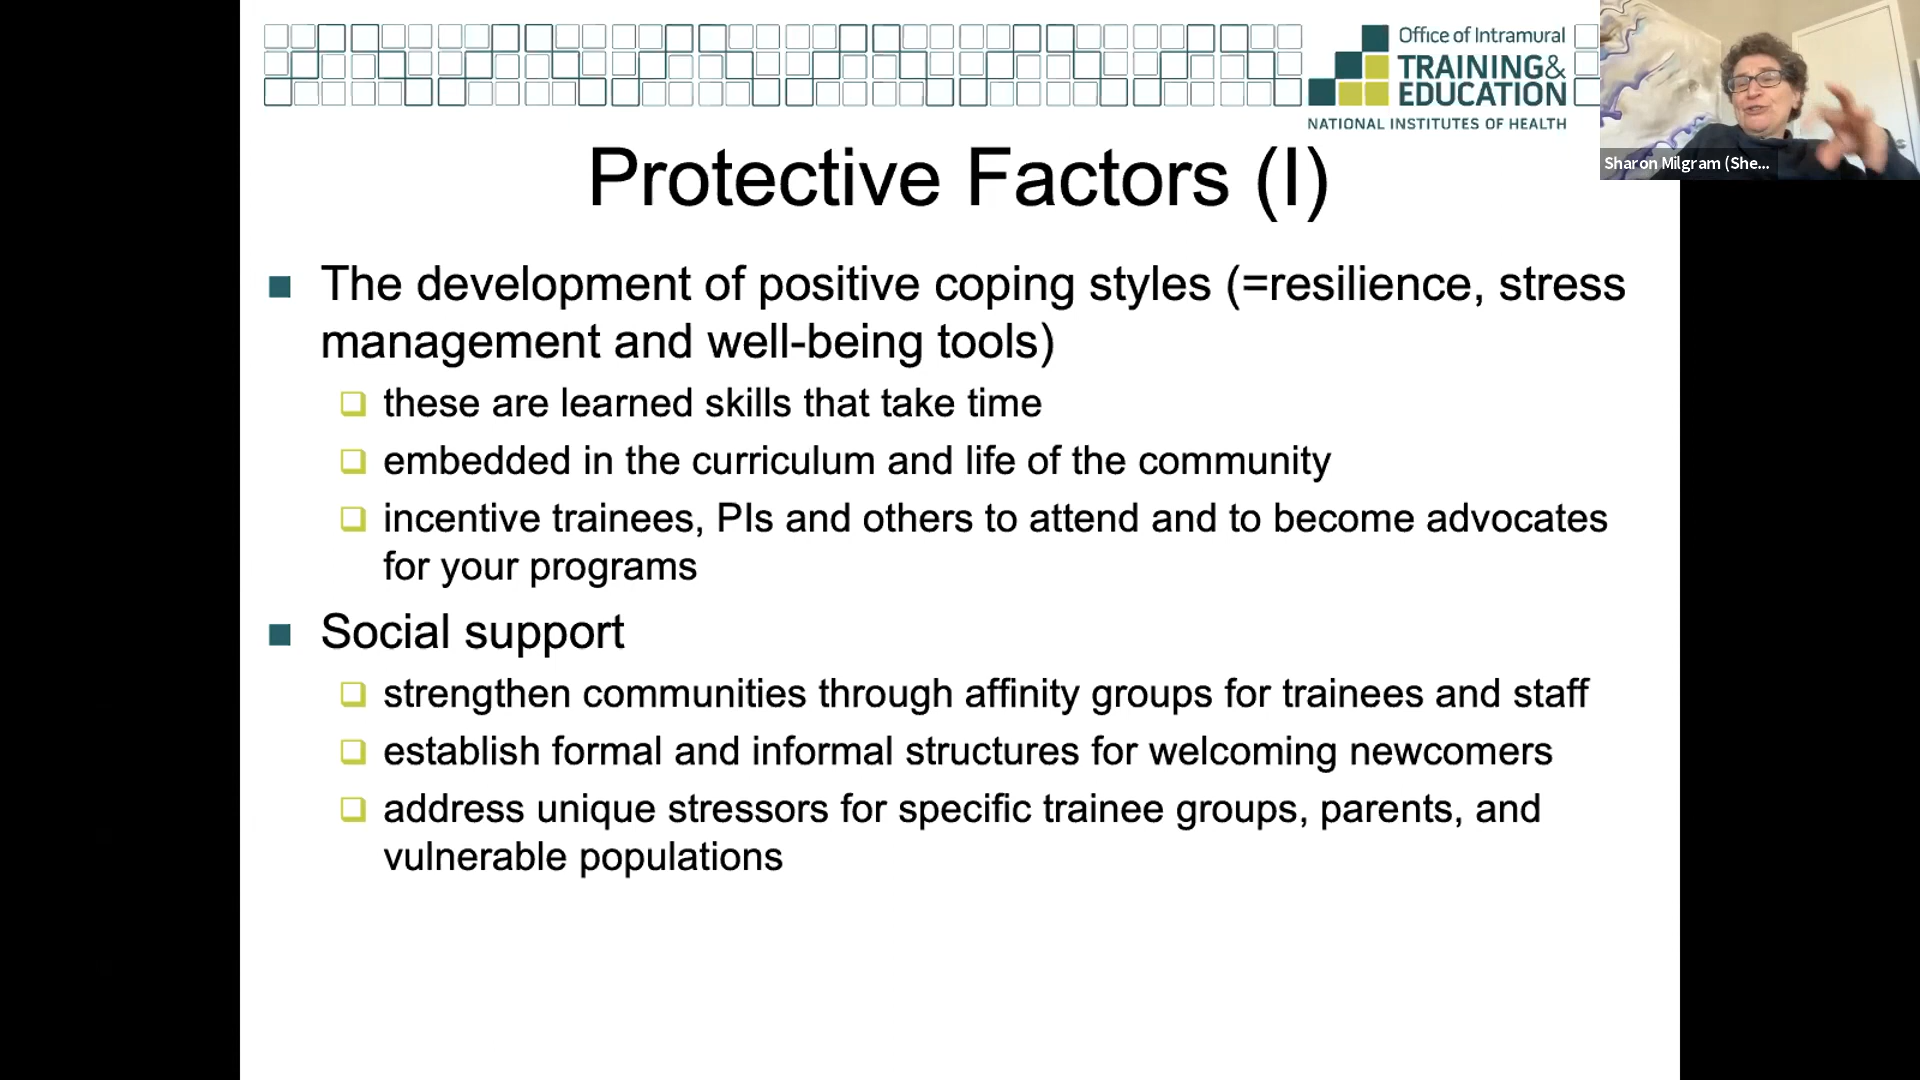 Office of Intramural
TRAINING&
EDUCATION
NATIONAL INSTITUTES OF HEALTH
Sharon Milgram (She...
Protective Factors (I)
The development of positive coping styles (=resilience, stress
management and well-being tools)
these are learned skills that take time
embedded in the curriculum and life of the community
incentive trainees, PIs and others to attend and to become advocates
for your programs
Social support
strengthen communities through affinity groups for trainees and staff
establish formal and informal structures for welcoming newcomers
address unique stressors for specific trainee groups, parents, and
vulnerable populations